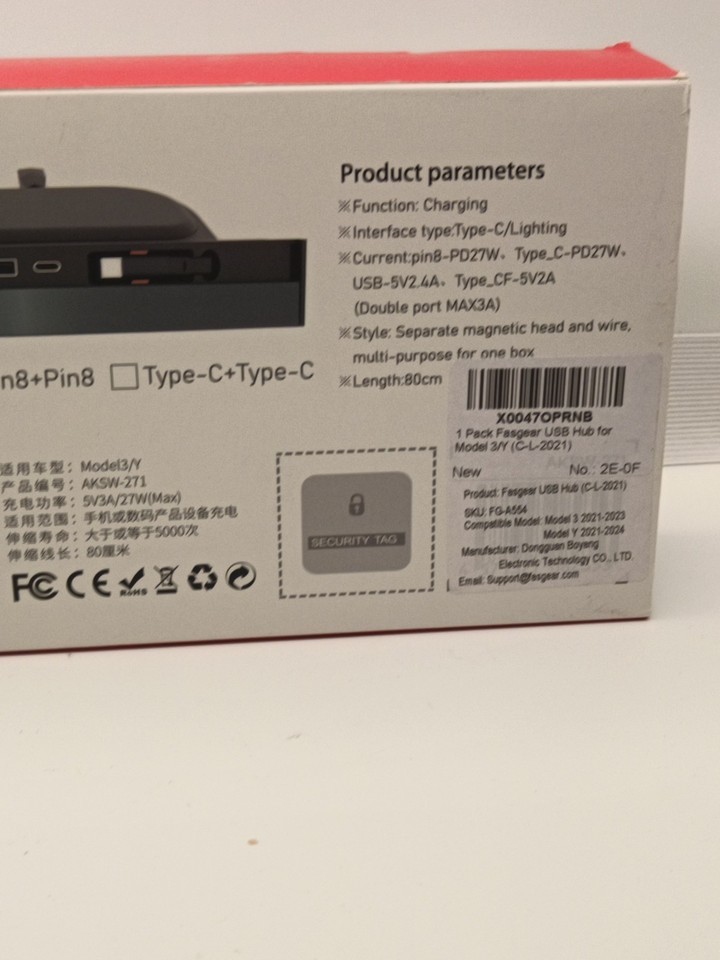 Product parameters
※Function: Charging
※Interface type:Type-C/Lighting
※Current:pin8-PD27W、Type_C-PD27W、
USB-5V2.4A、Type_CF-5V2A
(Double port MAX3A)
※Style: Separate magnetic head and wire,
multi-purpose for one box
※Length:80cm
n8+Pin8 □Type-C+Type-C
适用车型：Model3/Y
产品编号：AKSW-271
充电功率：5V3A/27W(Max)
适用范围：手机或数码产品设备充电
伸缩寿命：大于或等于5000次
伸缩线长：80厘米
FC CE RoHS
SECURITY TAG
X0047OPRNB
1 Pack Fasgear USB Hub for
Model 3/Y (C-L-2021)
New No.: 2E-0F
Product: Fasgear USB Hub (C-L-2021)
SKU: FG-A554
Compatible Model: Model 3 2021-2023
Model Y 2021-2024
Manufacturer: Dongguan Boyang
Electronic Technology CO., LTD.
Email: Support@fasgear.com